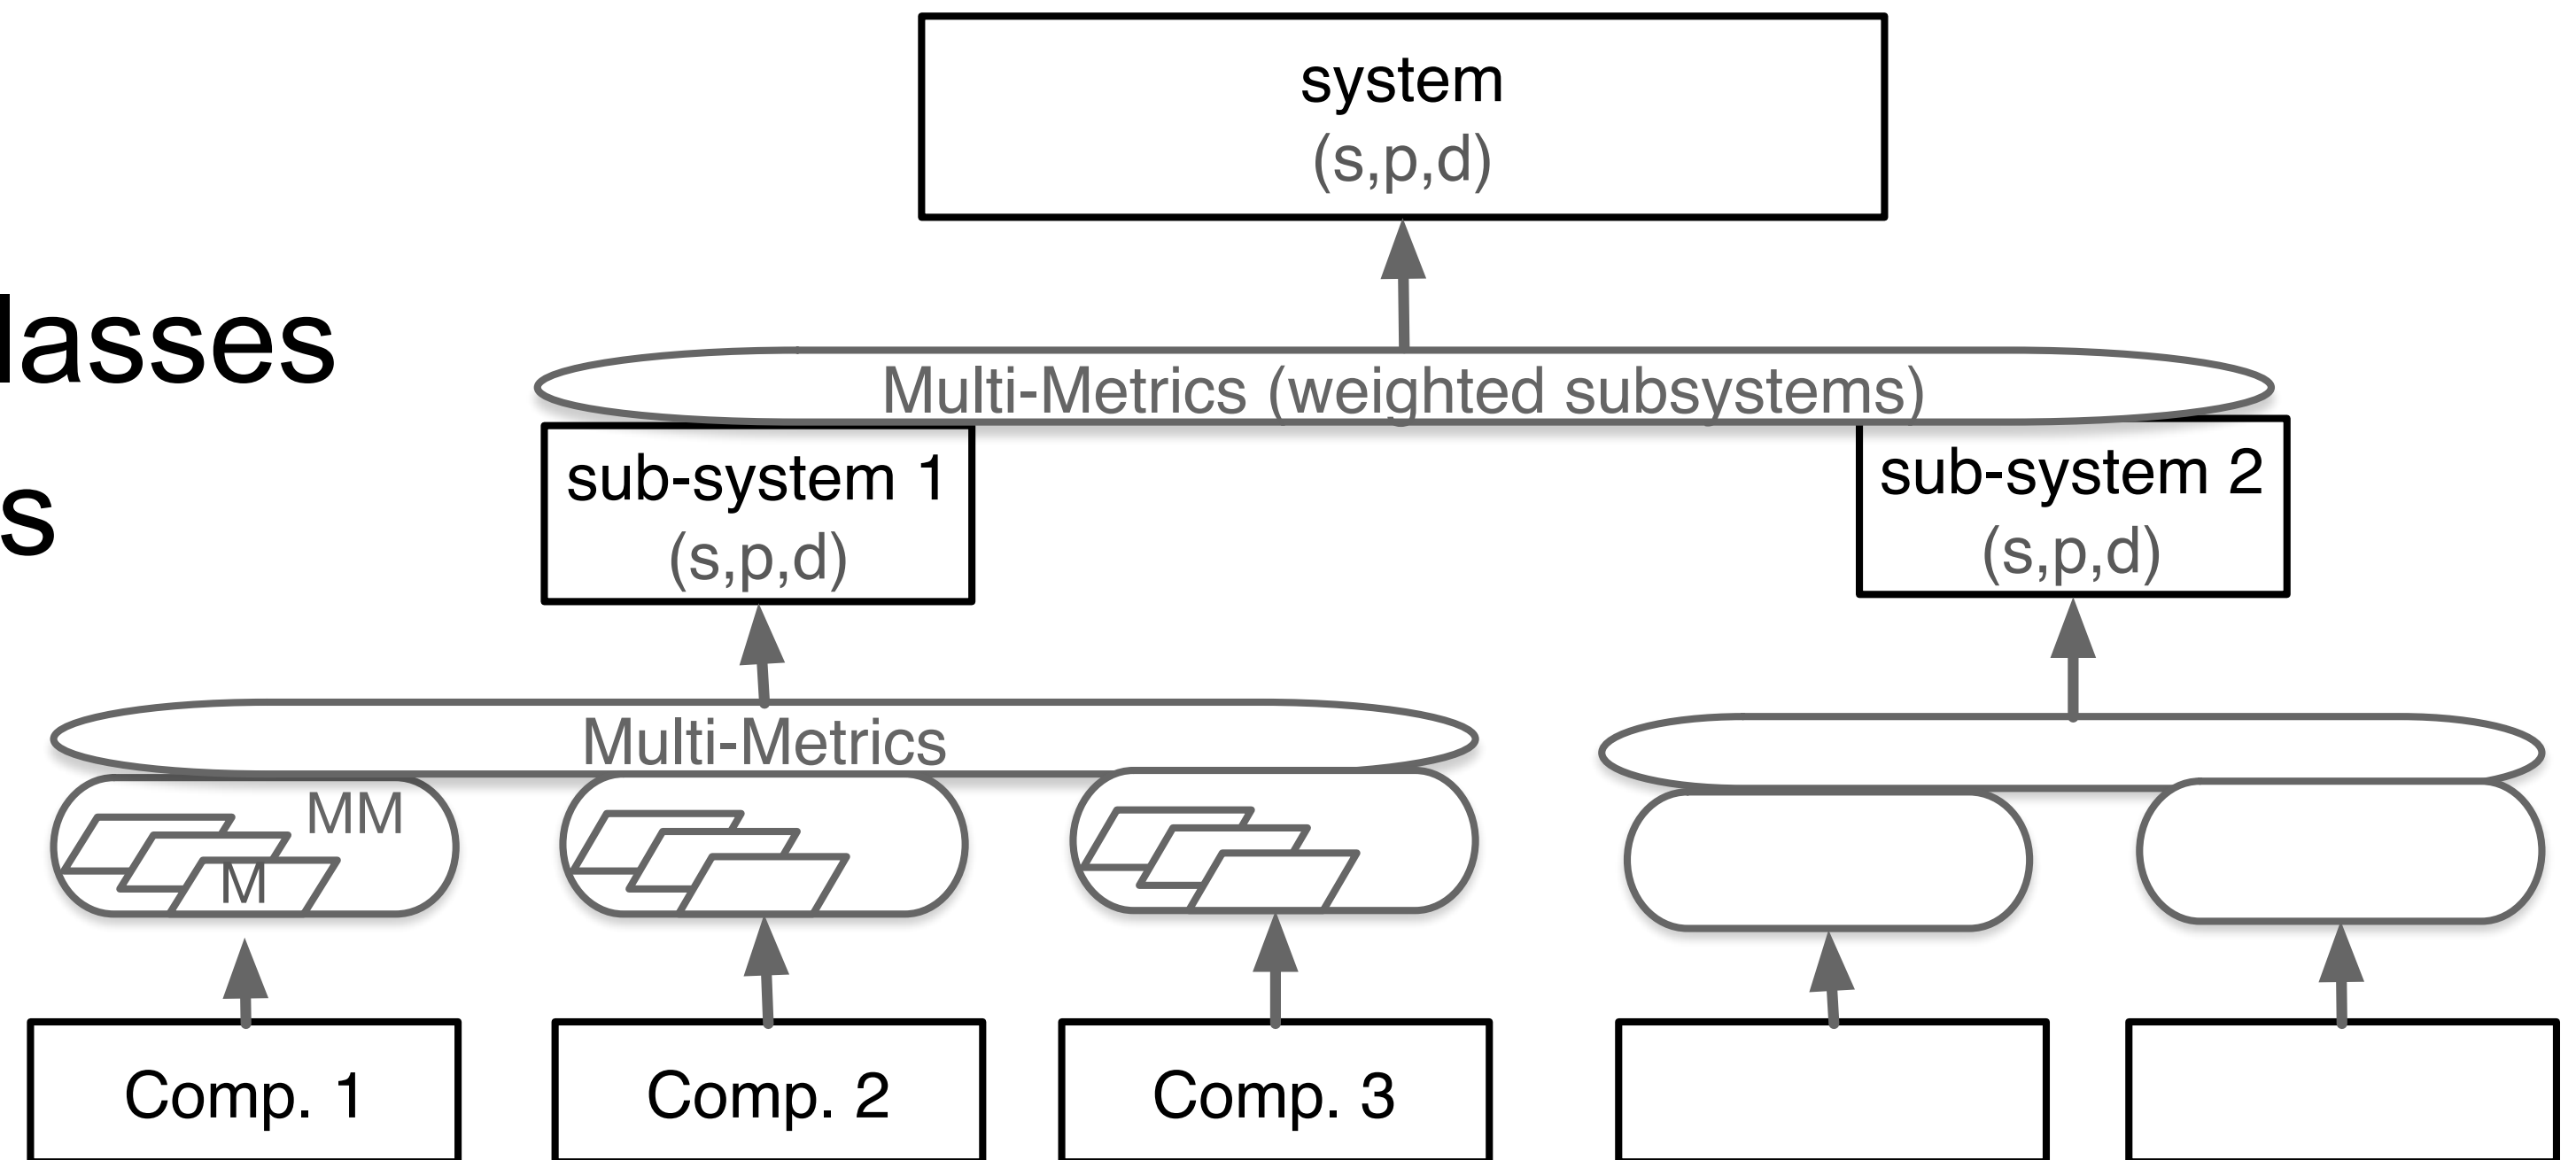 system
(s,p,d)
lasses
s
Multi-Metrics (weighted subsystems)
sub-system 1
(s,p,d)
sub-system 2
(s,p,d)
Multi-Metrics
MM
M
Comp. 1
Comp. 2
Comp. 3